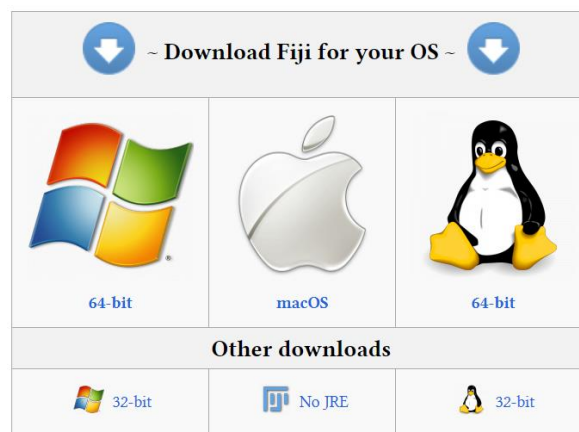 ~ Download Fiji for your OS ~
64-bit
macOS
64-bit
Other downloads
32-bit
No JRE
32-bit